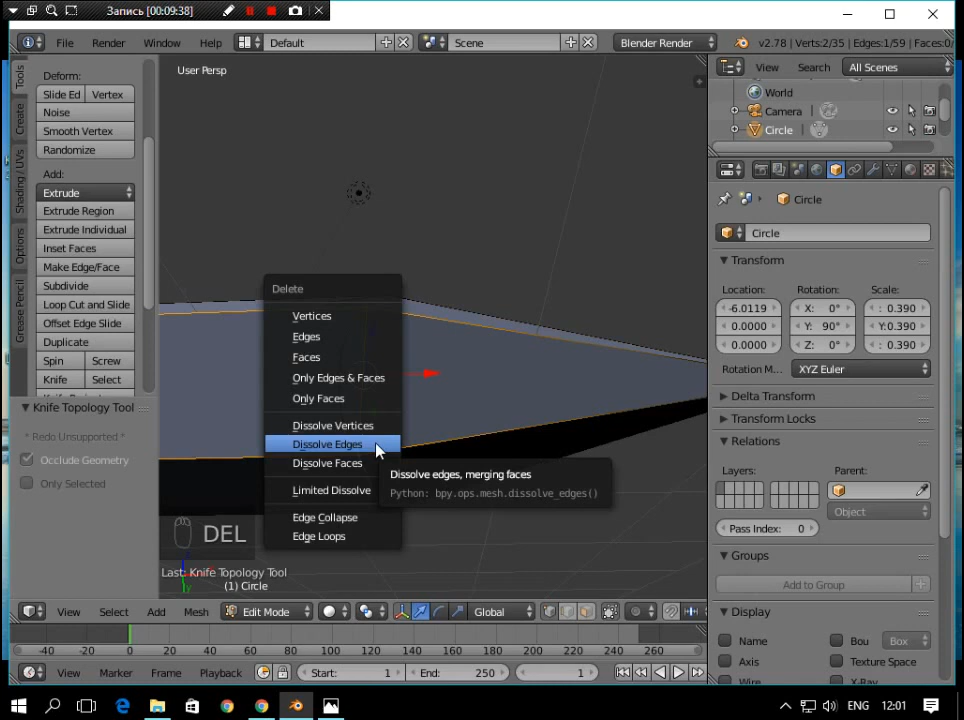 Запись [00:09:38]
File Render Window Help Default Scene Blender Render v2.78 | Verts:2/35 | Edges:1/59 | Faces:0/
Tools
Create
Shading / UVs
Options
Grease Pencil
Deform:
Slide Ed Vertex
Noise
Smooth Vertex
Randomize
Add:
Extrude
Extrude Region
Extrude Individual
Inset Faces
Make Edge/Face
Subdivide
Loop Cut and Slide
Offset Edge Slide
Duplicate
Spin Screw
Knife Select
Knife Topology Tool
* Redo Unsupported *
Occlude Geometry
Only Selected
User Persp
Delete
Vertices
Edges
Faces
Only Edges & Faces
Only Faces
Dissolve Vertices
Dissolve Edges
Dissolve Faces
Limited Dissolve
Edge Collapse
Edge Loops
Dissolve edges, merging faces
Python: bpy.ops.mesh.dissolve_edges()
DEL
Last: Knife Topology Tool
(1) Circle
View Select Add Mesh Edit Mode Global
-40 -20 0 20 40 60 80 100 120 140 160 180 200 220 240 260
View Marker Frame Playback Start: 1 End: 250 1
View Search All Scenes
World
Camera
Circle
Circle
Circle
Transform
Location: Rotation: Scale:
-6.0119 X: 0° : 0.390
0.0000 Y: 90° Y:0.390
0.0000 Z: 0° : 0.390
Rotation M... XYZ Euler
Delta Transform
Transform Locks
Relations
Layers: Parent:
Object
Pass Index: 0
Groups
Add to Group
Display
Name Bou Box
Axis Texture Space
Wire X-Ray
ENG 12:01